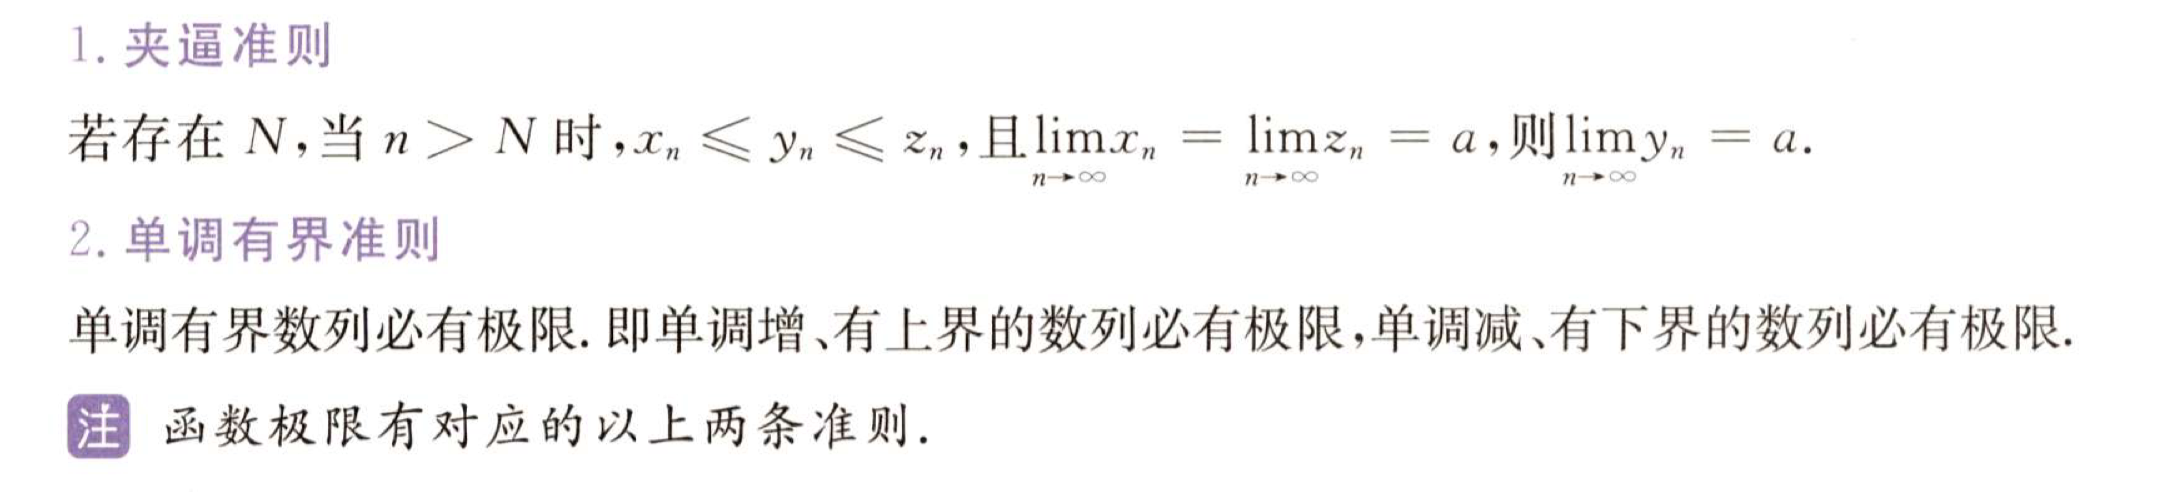 1. 夹逼准则
若存在 N,当 n > N 时,xₙ ⩽ yₙ ⩽ zₙ,且 lim_{n→∞} xₙ = lim_{n→∞} zₙ = a,则 lim_{n→∞} yₙ = a.
2. 单调有界准则
单调有界数列必有极限. 即单调增、有上界的数列必有极限,单调减、有下界的数列必有极限.
注 函数极限有对应的以上两条准则.